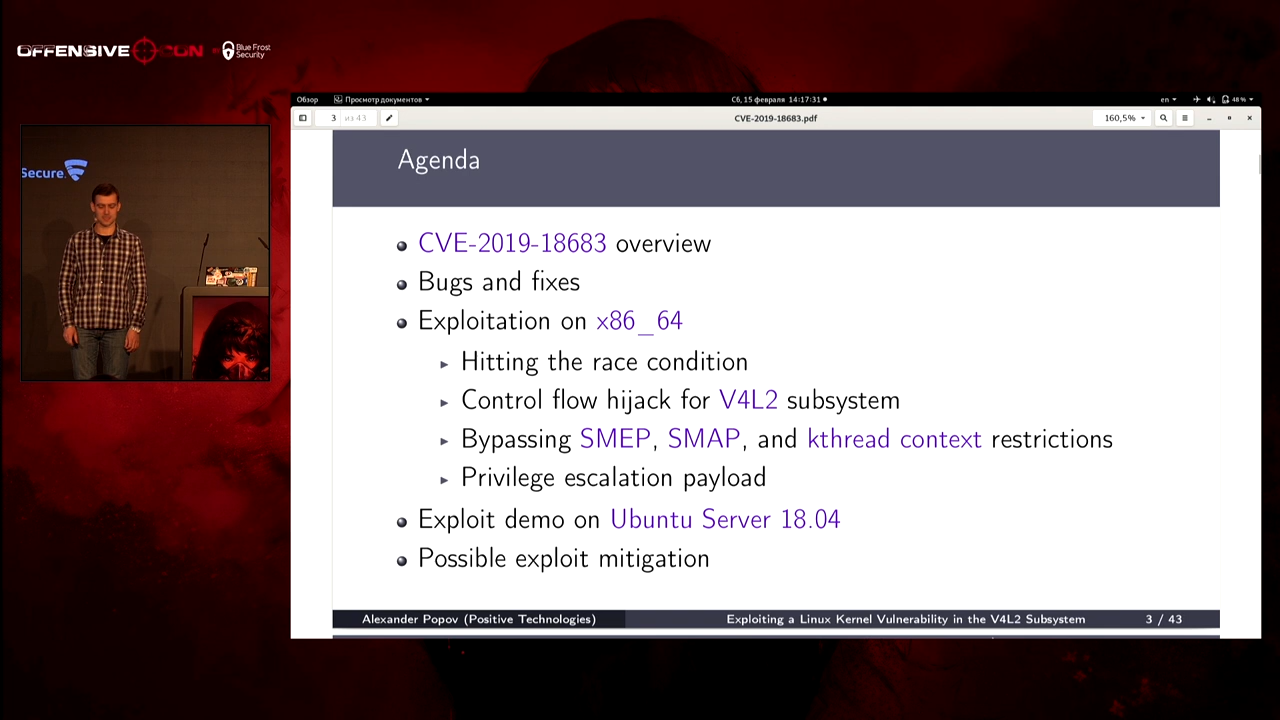 OFFENSIVE CON
Blue Frost
Security
Secure.
Обзор
Просмотр документов
Сб, 15 февраля 14:17:31
en
48 %
3 из 43
CVE-2019-18683.pdf
160,5%
Agenda
CVE-2019-18683 overview
Bugs and fixes
Exploitation on x86_64
Hitting the race condition
Control flow hijack for V4L2 subsystem
Bypassing SMEP, SMAP, and kthread context restrictions
Privilege escalation payload
Exploit demo on Ubuntu Server 18.04
Possible exploit mitigation
Alexander Popov (Positive Technologies)
Exploiting a Linux Kernel Vulnerability in the V4L2 Subsystem
3 / 43